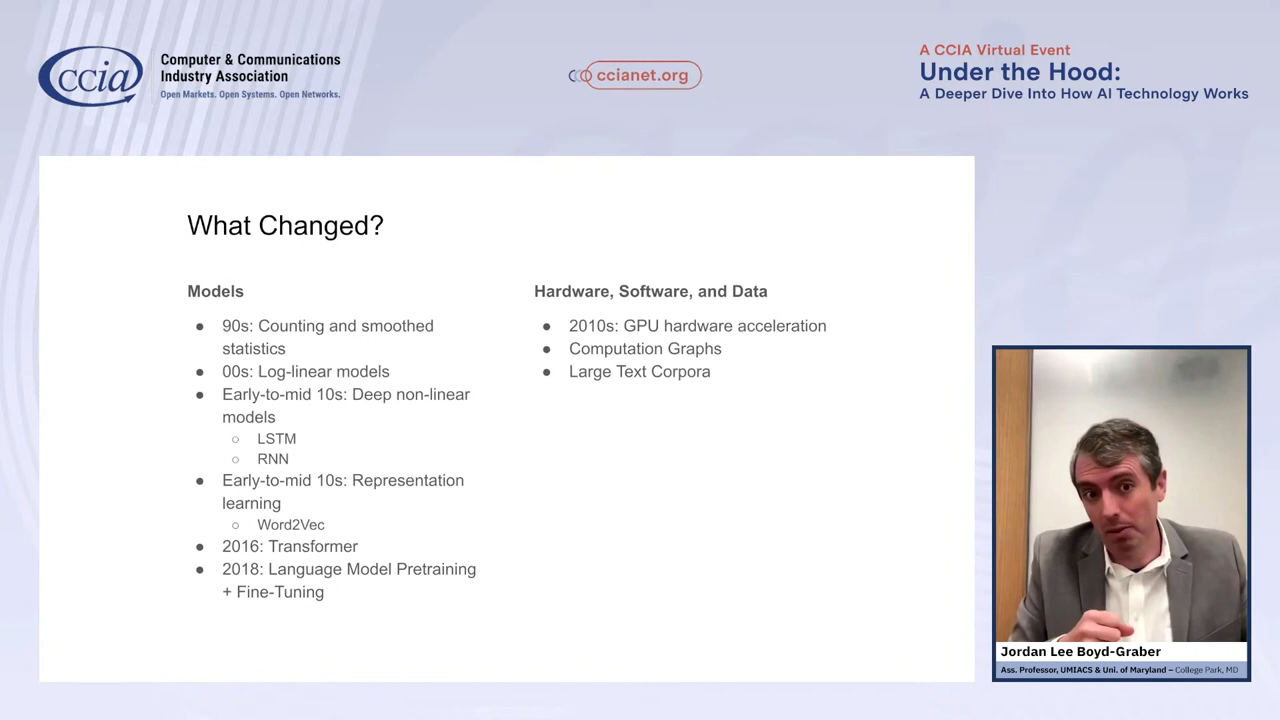 ccia
Computer & Communications
Industry Association
Open Markets. Open Systems. Open Networks.
ccianet.org
A CCIA Virtual Event
Under the Hood:
A Deeper Dive Into How AI Technology Works
What Changed?
Models
● 90s: Counting and smoothed
statistics
● 00s: Log-linear models
● Early-to-mid 10s: Deep non-linear
models
○ LSTM
○ RNN
● Early-to-mid 10s: Representation
learning
○ Word2Vec
● 2016: Transformer
● 2018: Language Model Pretraining
+ Fine-Tuning
Hardware, Software, and Data
● 2010s: GPU hardware acceleration
● Computation Graphs
● Large Text Corpora
Jordan Lee Boyd-Graber
Ass. Professor, UMIACS & Uni. of Maryland – College Park, MD